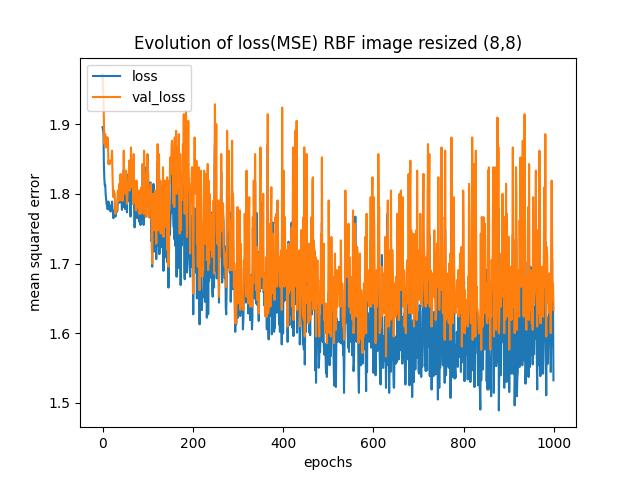 Evolution of loss(MSE) RBF image resized (8,8)
loss
val_loss
1.9
1.8
1.7
1.6
1.5
mean squared error
0
200
400
600
800
1000
epochs